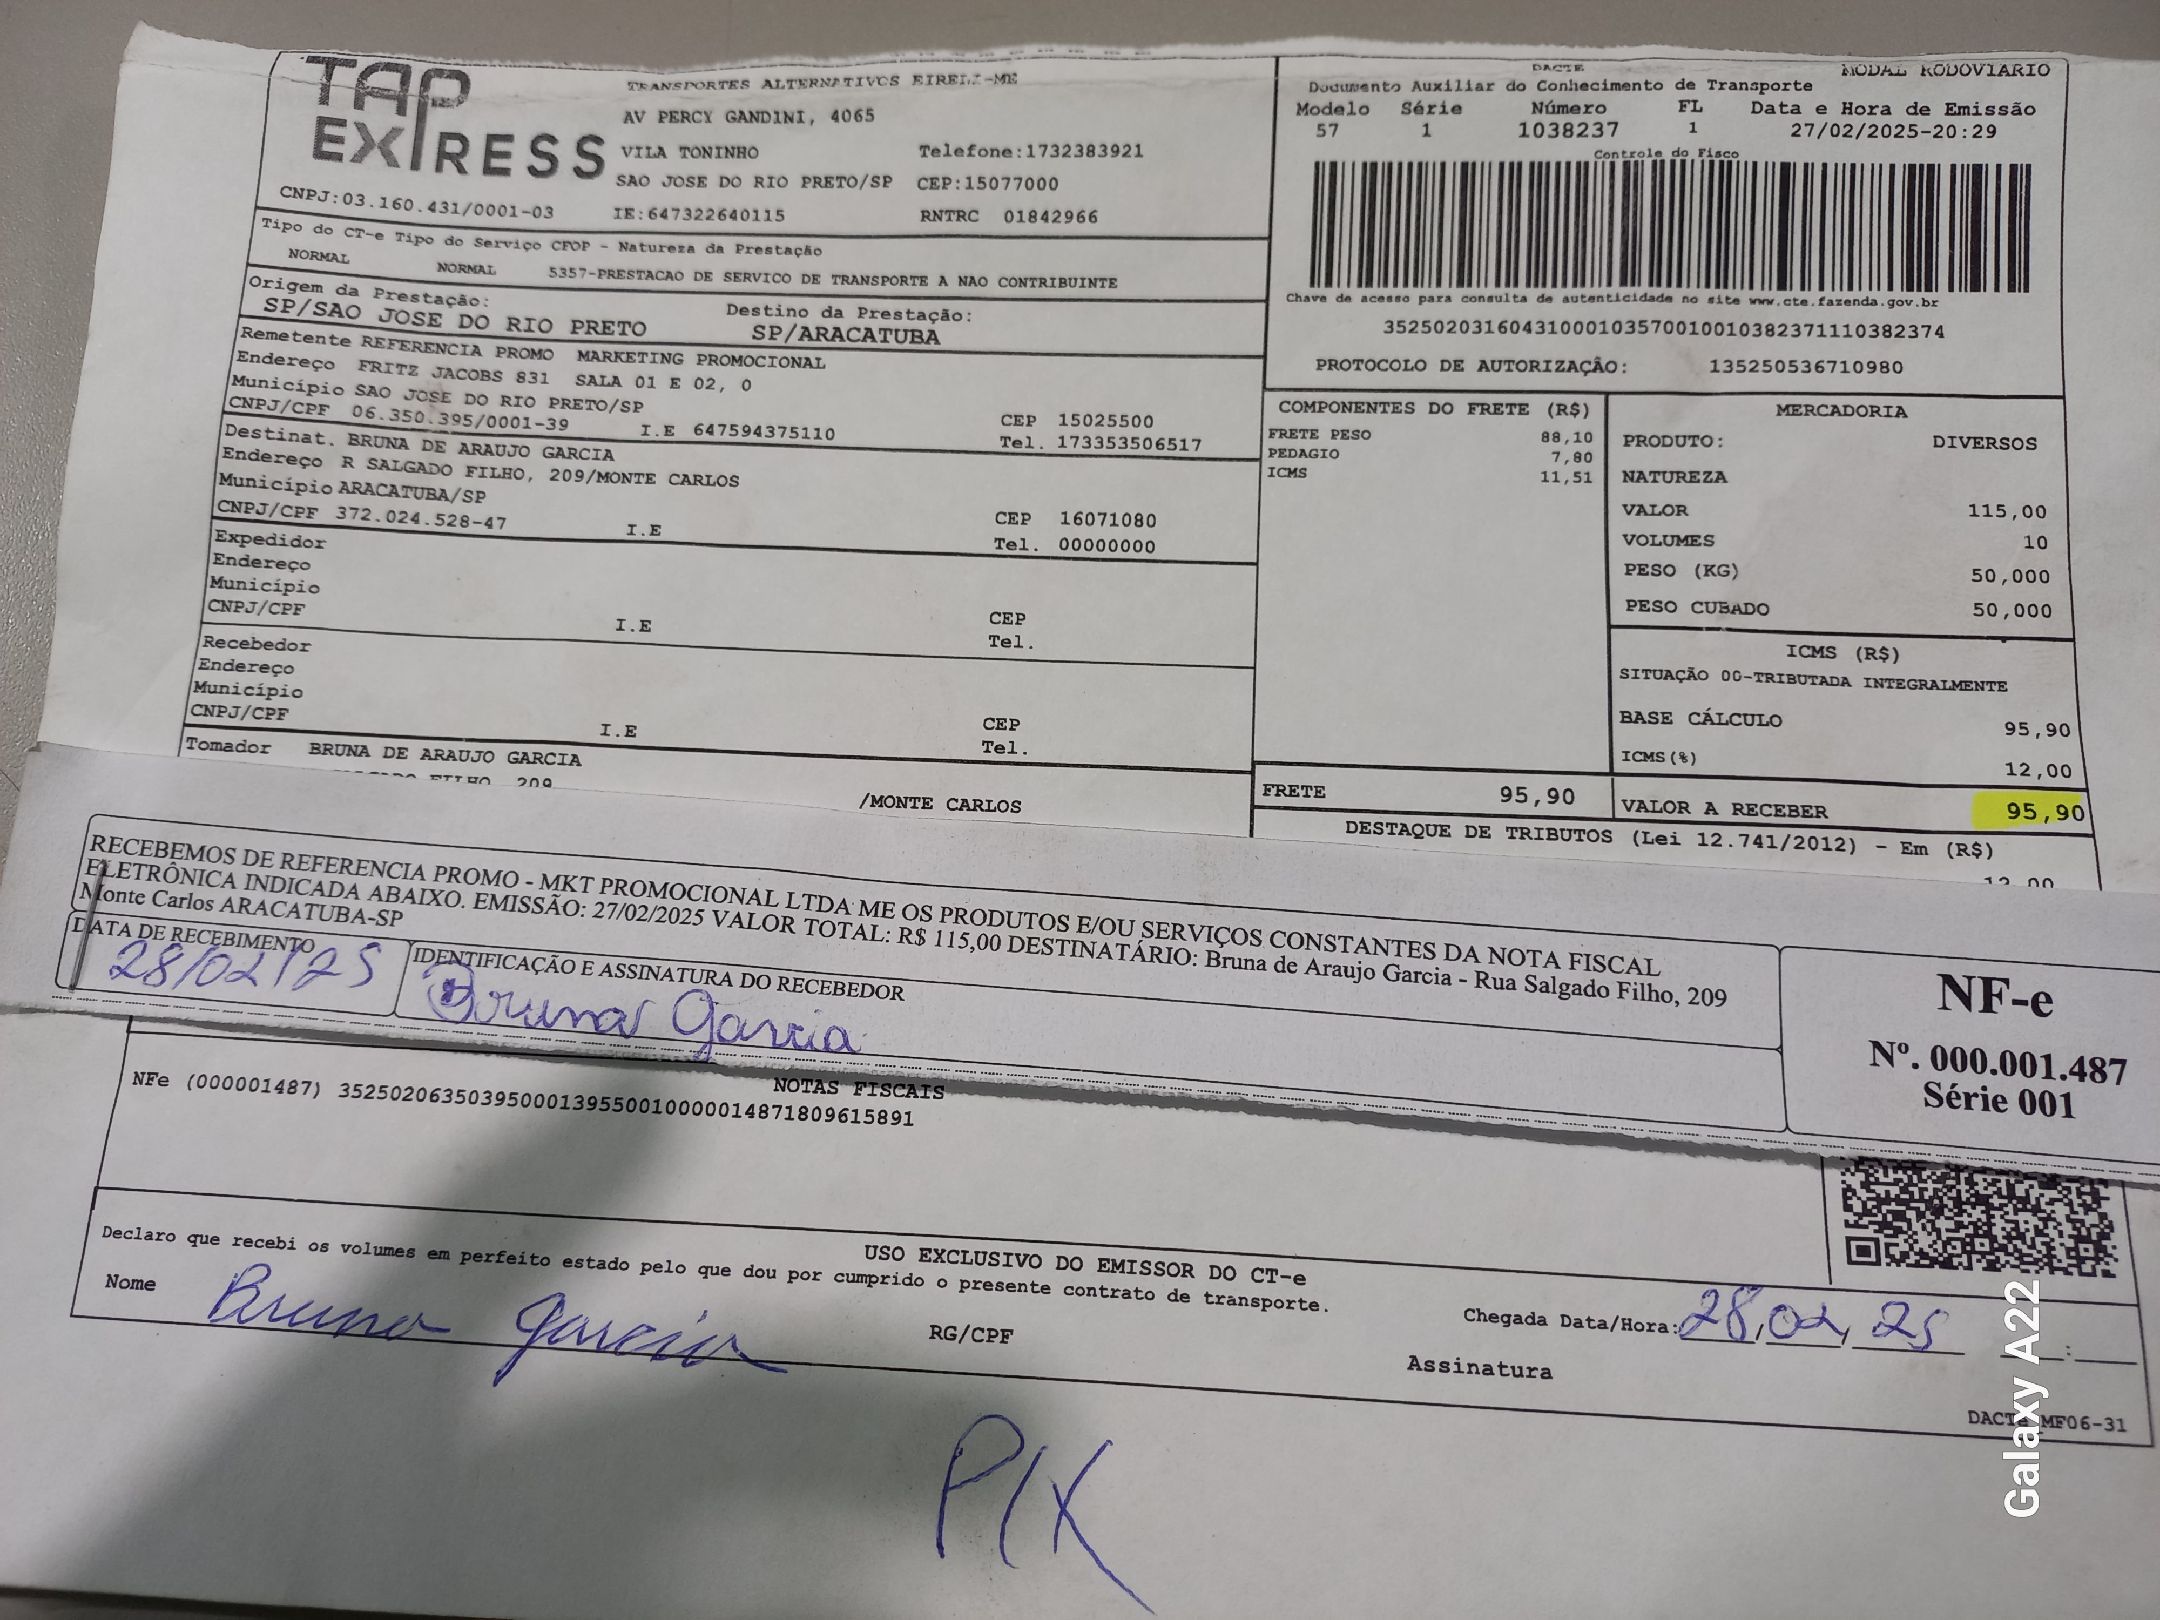 TAP EXPRESS
TRANSPORTES ALTERNATIVOS EIRELI-ME
AV PERCY GANDINI, 4065
VILA TONINHO Telefone:1732383921
SAO JOSE DO RIO PRETO/SP CEP:15077000
CNPJ:03.160.431/0001-03 IE:647322640115 RNTRC 01842966
DACTE MODAL RODOVIARIO
Documento Auxiliar do Conhecimento de Transporte
Modelo Série Número FL Data e Hora de Emissão
57 1 1038237 1 27/02/2025-20:29
Controle do Fisco
Chave de acesso para consulta de autenticidade no site www.cte.fazenda.gov.br
35250203160431000103570010010382371110382374
PROTOCOLO DE AUTORIZAÇÃO: 135250536710980
Tipo do CT-e Tipo do Serviço CFOP - Natureza da Prestação
NORMAL NORMAL 5357-PRESTACAO DE SERVICO DE TRANSPORTE A NAO CONTRIBUINTE
Origem da Prestação: Destino da Prestação:
SP/SAO JOSE DO RIO PRETO SP/ARACATUBA
Remetente REFERENCIA PROMO MARKETING PROMOCIONAL
Endereço FRITZ JACOBS 831 SALA 01 E 02, 0
Município SAO JOSE DO RIO PRETO/SP CEP 15025500
CNPJ/CPF 06.350.395/0001-39 I.E 647594375110 Tel. 173353506517
Destinat. BRUNA DE ARAUJO GARCIA
Endereço R SALGADO FILHO, 209/MONTE CARLOS
Município ARACATUBA/SP CEP 16071080
CNPJ/CPF 372.024.528-47 I.E Tel. 00000000
Expedidor
Endereço
Município CEP
CNPJ/CPF I.E Tel.
Recebedor
Endereço
Município CEP
CNPJ/CPF I.E Tel.
Tomador BRUNA DE ARAUJO GARCIA
FILHO, 209
/MONTE CARLOS
COMPONENTES DO FRETE (R$)
FRETE PESO 88,10
PEDAGIO 7,80
ICMS 11,51
MERCADORIA
PRODUTO: DIVERSOS
NATUREZA
VALOR 115,00
VOLUMES 10
PESO (KG) 50,000
PESO CUBADO 50,000
ICMS (R$)
SITUAÇÃO 00-TRIBUTADA INTEGRALMENTE
BASE CÁLCULO 95,90
ICMS(%) 12,00
FRETE 95,90 VALOR A RECEBER 95,90
DESTAQUE DE TRIBUTOS (Lei 12.741/2012) - Em (R$)
12,00
RECEBEMOS DE REFERENCIA PROMO - MKT PROMOCIONAL LTDA ME OS PRODUTOS E/OU SERVIÇOS CONSTANTES DA NOTA FISCAL
ELETRÔNICA INDICADA ABAIXO. EMISSÃO: 27/02/2025 VALOR TOTAL: R$ 115,00 DESTINATÁRIO: Bruna de Araujo Garcia - Rua Salgado Filho, 209
Monte Carlos ARACATUBA-SP
DATA DE RECEBIMENTO IDENTIFICAÇÃO E ASSINATURA DO RECEBEDOR
28/02/25 Bruna Garcia
NF-e
Nº. 000.001.487
Série 001
NOTAS FISCAIS
NFe (000001487) 35250206350395000139550010000014871809615891
USO EXCLUSIVO DO EMISSOR DO CT-e
Declaro que recebi os volumes em perfeito estado pelo que dou por cumprido o presente contrato de transporte.
Nome Bruna Garcia RG/CPF
Chegada Data/Hora: 28,02,25 :
Assinatura
DACTE MF06-31
PIX
Galaxy A22